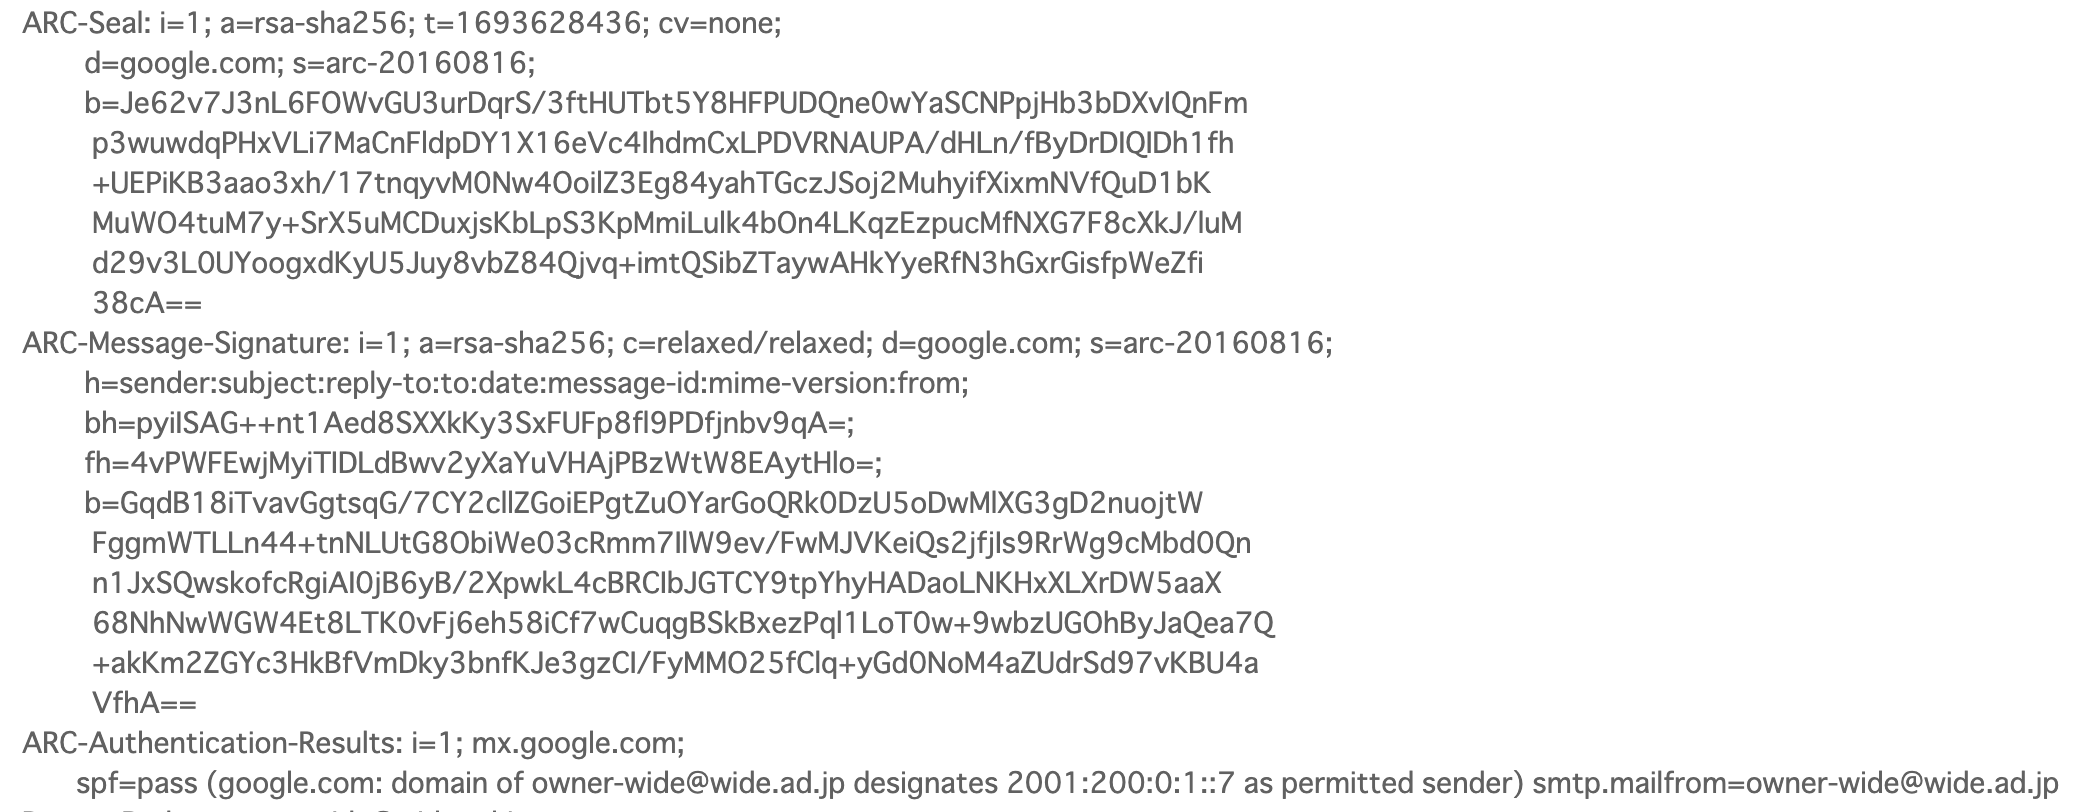 ARC-Seal: i=1; a=rsa-sha256; t=1693628436; cv=none;
d=google.com; s=arc-20160816;
b=Je62v7J3nL6FOWvGU3urDqrS/3ftHUTbt5Y8HFPUDQne0wYaSCNPpjHb3bDXvIQnFm
p3wuwdqPHxVLi7MaCnFldpDY1X16eVc4IhdmCxLPDVRNAUPA/dHLn/fByDrDIQIDh1fh
+UEPiKB3aao3xh/17tnqyvM0Nw4OoilZ3Eg84yahTGczJSoj2MuhyifXixmNVfQuD1bK
MuWO4tuM7y+SrX5uMCDuxjsKbLpS3KpMmiLulk4bOn4LKqzEzpucMfNXG7F8cXkJ/luM
d29v3L0UYoogxdKyU5Juy8vbZ84Qjvq+imtQSibZTaywAHkYyeRfN3hGxrGisfpWeZfi
38cA==
ARC-Message-Signature: i=1; a=rsa-sha256; c=relaxed/relaxed; d=google.com; s=arc-20160816;
h=sender:subject:reply-to:to:date:message-id:mime-version:from;
bh=pyiISAG++nt1Aed8SXXkKy3SxFUFp8fl9PDfjnbv9qA=;
fh=4vPWFEwjMyiTIDLdBwv2yXaYuVHAjPBzWtW8EAytHlo=;
b=GqdB18iTvavGgtsqG/7CY2cllZGoiEPgtZuOYarGoQRk0DzU5oDwMlXG3gD2nuojtW
FggmWTLLn44+tnNLUtG8ObiWe03cRmm7IlW9ev/FwMJVKeiQs2jfjIs9RrWg9cMbd0Qn
n1JxSQwskofcRgiAI0jB6yB/2XpwkL4cBRCIbJGTCY9tpYhyHADaoLNKHxXLXrDW5aaX
68NhNwWGW4Et8LTK0vFj6eh58iCf7wCuqgBSkBxezPql1LoT0w+9wbzUGOhByJaQea7Q
+akKm2ZGYc3HkBfVmDky3bnfKJe3gzCI/FyMMO25fClq+yGd0NoM4aZUdrSd97vKBU4a
VfhA==
ARC-Authentication-Results: i=1; mx.google.com;
spf=pass (google.com: domain of owner-wide@wide.ad.jp designates 2001:200:0:1::7 as permitted sender) smtp.mailfrom=owner-wide@wide.ad.jp